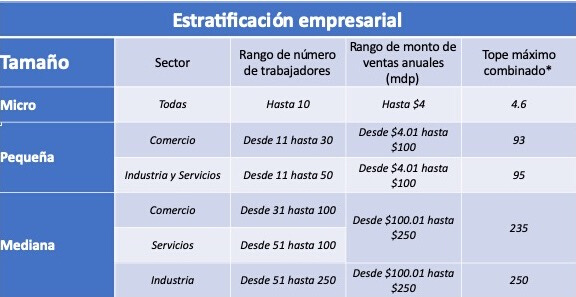 Estratificación empresarial
Tamaño
Sector
Rango de número
de trabajadores
Rango de monto de
ventas anuales
(mdp)
Tope máximo
combinado*
Micro
Todas
Hasta 10
Hasta $4
4.6
Pequeña
Comercio
Desde 11 hasta 30
Desde $4.01 hasta
$100
93
Industria y Servicios
Desde 11 hasta 50
Desde $4.01 hasta
$100
95
Mediana
Comercio
Desde 31 hasta 100
Desde $100.01 hasta
$250
235
Servicios
Desde 51 hasta 100
Industria
Desde 51 hasta 250
Desde $100.01 hasta
$250
250